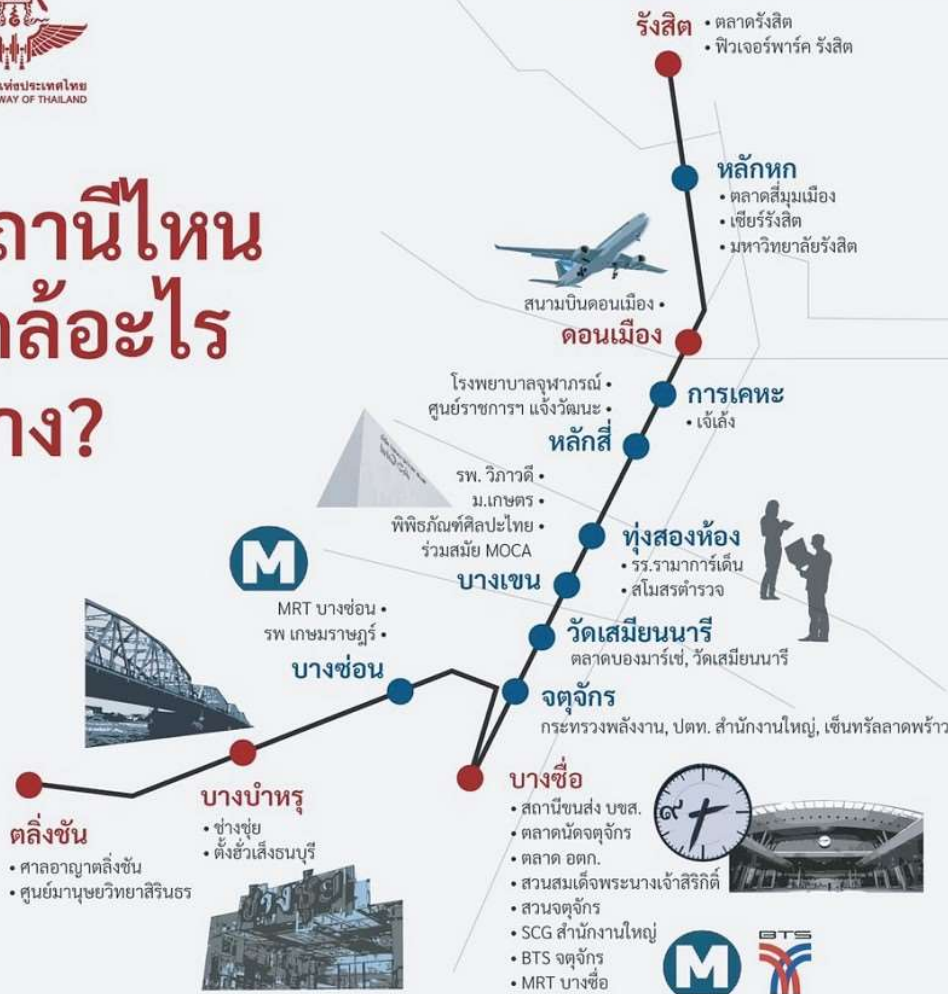 แห่งประเทศไทย
WAY OF THAILAND
ถานีไหน
กล้อะไร
าง?
รังสิต
• ตลาดรังสิต
• ฟิวเจอร์พาร์ค รังสิต
หลักหก
• ตลาดสี่มุมเมือง
• เซียร์รังสิต
• มหาวิทยาลัยรังสิต
สนามบินดอนเมือง •
ดอนเมือง
การเคหะ
• เจ้เล้ง
โรงพยาบาลจุฬาภรณ์ •
ศูนย์ราชการฯ แจ้งวัฒนะ •
หลักสี่
ทุ่งสองห้อง
• รร.รามาการ์เด้น
• สโมสรตำรวจ
รพ. วิภาวดี •
ม.เกษตร •
พิพิธภัณฑ์ศิลปะไทย •
ร่วมสมัย MOCA
บางเขน
วัดเสมียนนารี
ตลาดบองมาร์เช่, วัดเสมียนนารี
จตุจักร
กระทรวงพลังงาน, ปตท. สำนักงานใหญ่, เซ็นทรัลลาดพร้าว
M
MRT บางซ่อน •
รพ เกษมราษฎร์ •
บางซ่อน
บางซื่อ
• สถานีขนส่ง บขส.
• ตลาดนัดจตุจักร
• ตลาด อตก.
• สวนสมเด็จพระนางเจ้าสิริกิติ์
• สวนจตุจักร
• SCG สำนักงานใหญ่
• BTS จตุจักร
• MRT บางซื่อ
๙
M
BTS
บางบำหรุ
• ช่างชุ่ย
• ตั้งฮั่วเส็งธนบุรี
ช่างชุ่ย
ตลิ่งชัน
• ศาลอาญาตลิ่งชัน
• ศูนย์มานุษยวิทยาสิรินธร